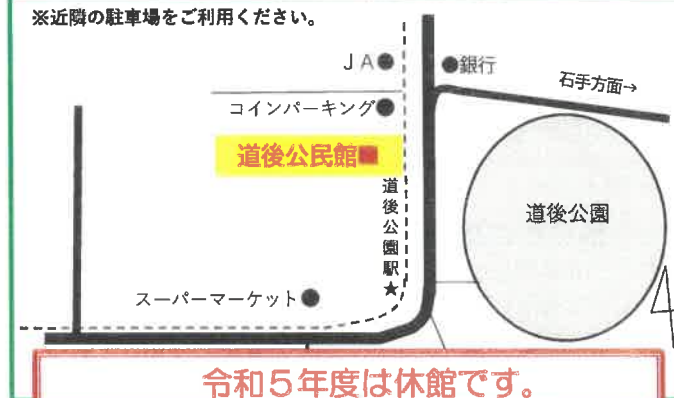 ※近隣の駐車場をご利用ください。
JA●
●銀行
石手方面→
コインパーキング●
道後公民館■
道後公園駅★
道後公園
スーパーマーケット●
令和5年度は休館です。